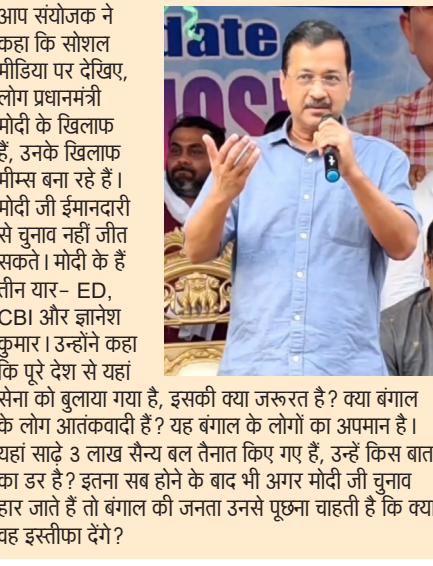 आप संयोजक ने
कहा कि सोशल
मीडिया पर देखिए,
लोग प्रधानमंत्री
मोदी के खिलाफ
हैं, उनके खिलाफ
मीम्स बना रहे हैं।
मोदी जी ईमानदारी
से चुनाव नहीं जीत
सकते। मोदी के हैं
तीन यार– ED,
CBI और ज्ञानेश
कुमार। उन्होंने कहा
कि पूरे देश से यहां
सेना को बुलाया गया है, इसकी क्या जरूरत है? क्या बंगाल
के लोग आतंकवादी हैं? यह बंगाल के लोगों का अपमान है।
यहां साढ़े 3 लाख सैन्य बल तैनात किए गए हैं, उन्हें किस बात
का डर है? इतना सब होने के बाद भी अगर मोदी जी चुनाव
हार जाते हैं तो बंगाल की जनता उनसे पूछना चाहती है कि क्या
वह इस्तीफा देंगे?
date